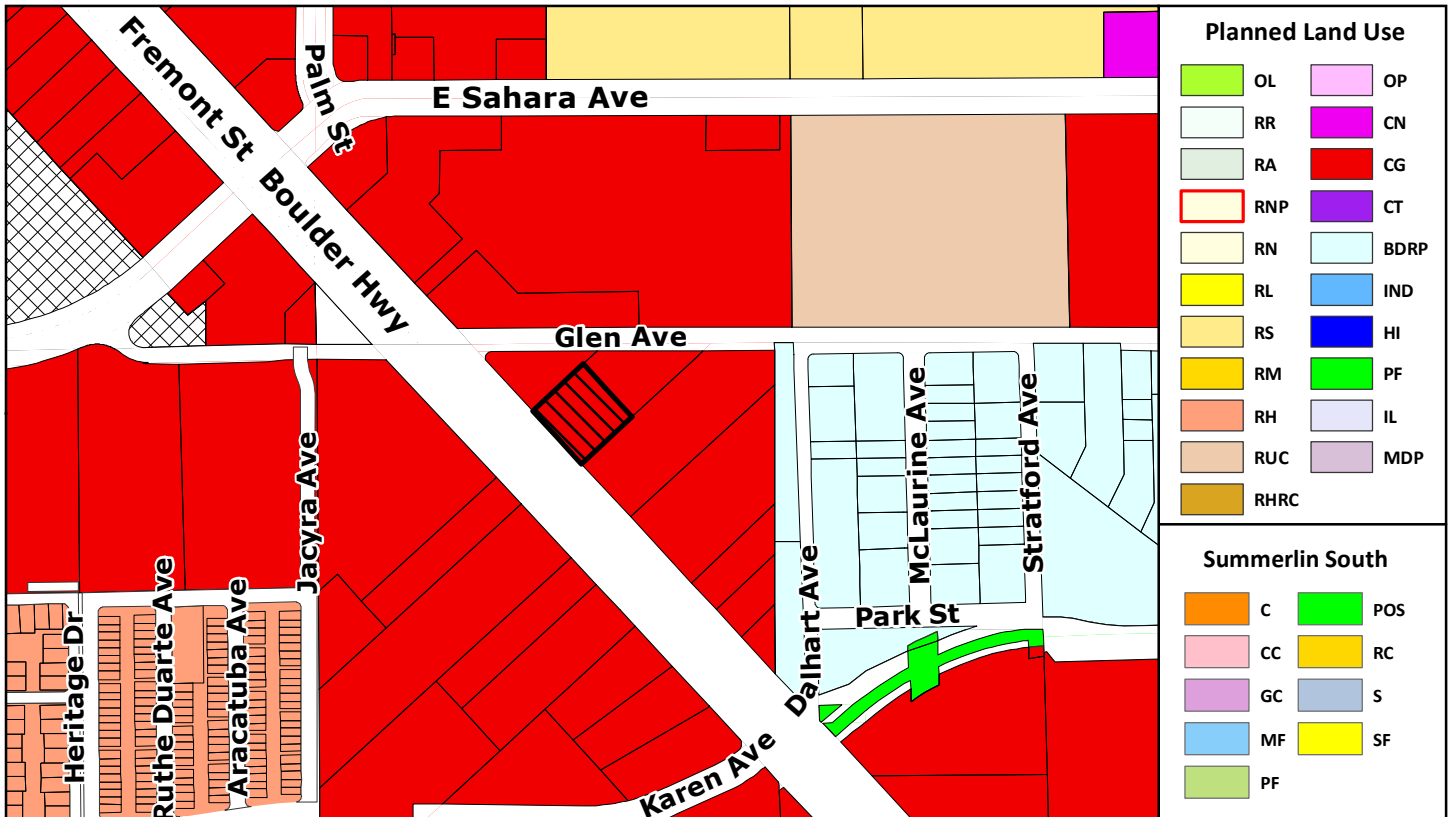 Fremont St
Boulder Hwy
Palm St
E Sahara Ave
Glen Ave
Jacyra Ave
McLaurine Ave
Stratford Ave
Dalhart Ave
Park St
Karen Ave
Heritage Dr
Ruthe Duarte Ave
Aracatuba Ave
Planned Land Use
OL
OP
RR
CN
RA
CG
RNP
CT
RN
BDRP
RL
IND
RS
HI
RM
PF
RH
IL
RUC
MDP
RHRC
Summerlin South
C
POS
CC
RC
GC
S
MF
SF
PF